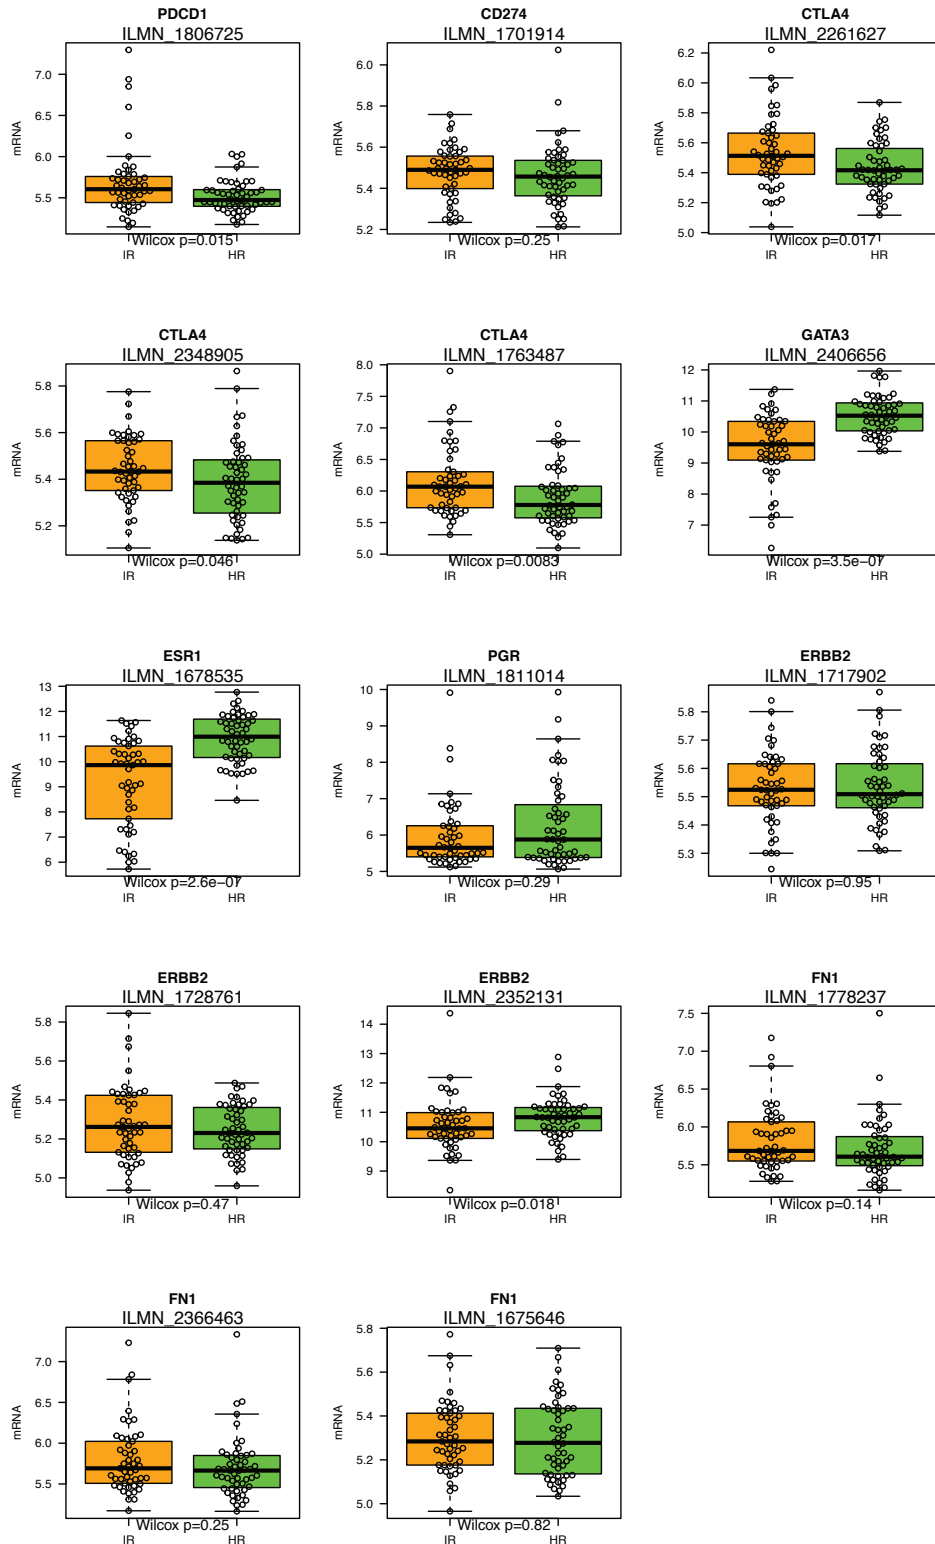 PDCD1
ILMN_1806725
7.0
6.5
6.0
5.5
mRNA
Wilcox p=0.015
IR
HR
CD274
ILMN_1701914
6.0
5.8
5.6
5.4
5.2
mRNA
Wilcox p=0.25
IR
HR
CTLA4
ILMN_2261627
6.2
6.0
5.8
5.6
5.4
5.2
5.0
mRNA
Wilcox p=0.017
IR
HR
CTLA4
ILMN_2348905
5.8
5.6
5.4
5.2
mRNA
Wilcox p=0.046
IR
HR
CTLA4
ILMN_1763487
8.0
7.5
7.0
6.5
6.0
5.5
5.0
mRNA
Wilcox p=0.0083
IR
HR
GATA3
ILMN_2406656
12
11
10
9
8
7
mRNA
Wilcox p=3.5e−07
IR
HR
ESR1
ILMN_1678535
13
12
11
10
9
8
7
6
mRNA
Wilcox p=2.6e−07
IR
HR
PGR
ILMN_1811014
10
9
8
7
6
5
mRNA
Wilcox p=0.29
IR
HR
ERBB2
ILMN_1717902
5.8
5.7
5.6
5.5
5.4
5.3
mRNA
Wilcox p=0.95
IR
HR
ERBB2
ILMN_1728761
5.8
5.6
5.4
5.2
5.0
mRNA
Wilcox p=0.47
IR
HR
ERBB2
ILMN_2352131
14
13
12
11
10
9
mRNA
Wilcox p=0.018
IR
HR
FN1
ILMN_1778237
7.5
7.0
6.5
6.0
5.5
mRNA
Wilcox p=0.14
IR
HR
FN1
ILMN_2366463
7.0
6.5
6.0
5.5
mRNA
Wilcox p=0.25
IR
HR
FN1
ILMN_1675646
5.8
5.6
5.4
5.2
5.0
mRNA
Wilcox p=0.82
IR
HR